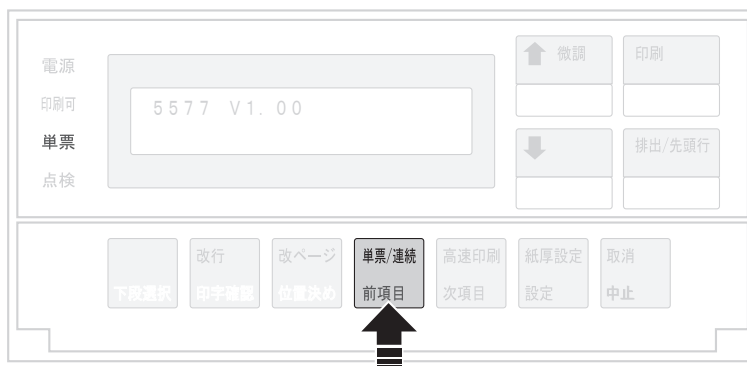 電源
印刷可
単票
点検
5577 V1.00
微調
印刷
排出/先頭行
下段選択
改行
印字確認
改ページ
位置決め
単票/連続
前項目
高速印刷
次項目
紙厚設定
設定
取消
中止